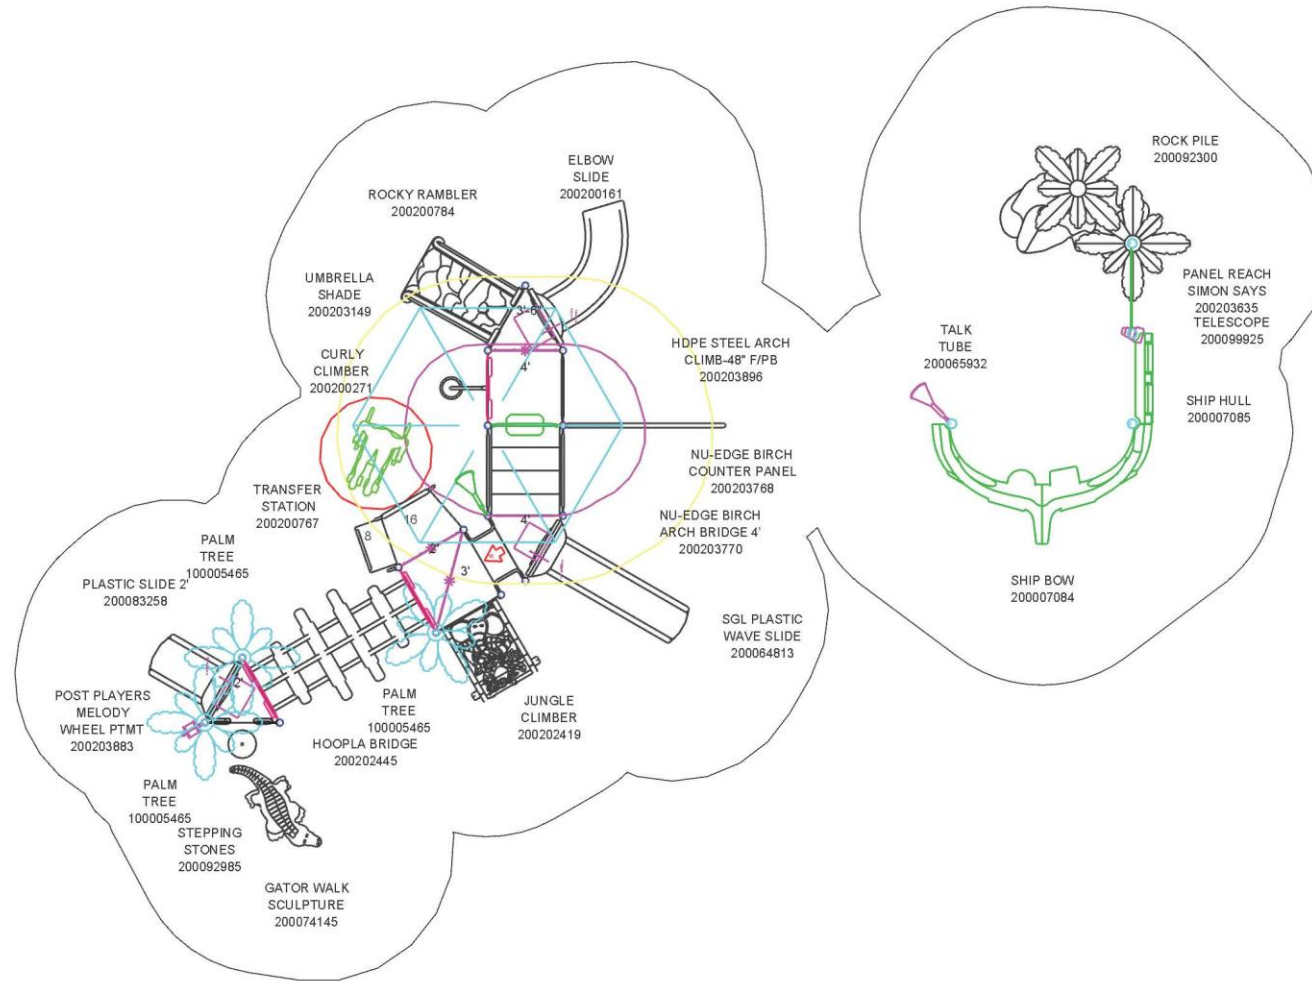 ROCK PILE
200092300
ELBOW
SLIDE
200200161
ROCKY RAMBLER
200200784
UMBRELLA
SHADE
200203149
3'-6"
PANEL REACH
SIMON SAYS
200203635
TELESCOPE
200099925
TALK
TUBE
200065932
HDPE STEEL ARCH
CLIMB-48" F/PB
200203896
CURLY
CLIMBER
200200271
4'
SHIP HULL
200007085
NU-EDGE BIRCH
COUNTER PANEL
200203768
TRANSFER
STATION
200200767
NU-EDGE BIRCH
ARCH BRIDGE 4'
200203770
16
8
4'
2'
3'
PALM
TREE
100005465
PLASTIC SLIDE 2'
200083258
SHIP BOW
200007084
SGL PLASTIC
WAVE SLIDE
200064813
2'
POST PLAYERS
MELODY
WHEEL PTMT
200203883
PALM
TREE
100005465
JUNGLE
CLIMBER
200202419
HOOPLA BRIDGE
200202445
PALM
TREE
100005465
STEPPING
STONES
200092985
GATOR WALK
SCULPTURE
200074145